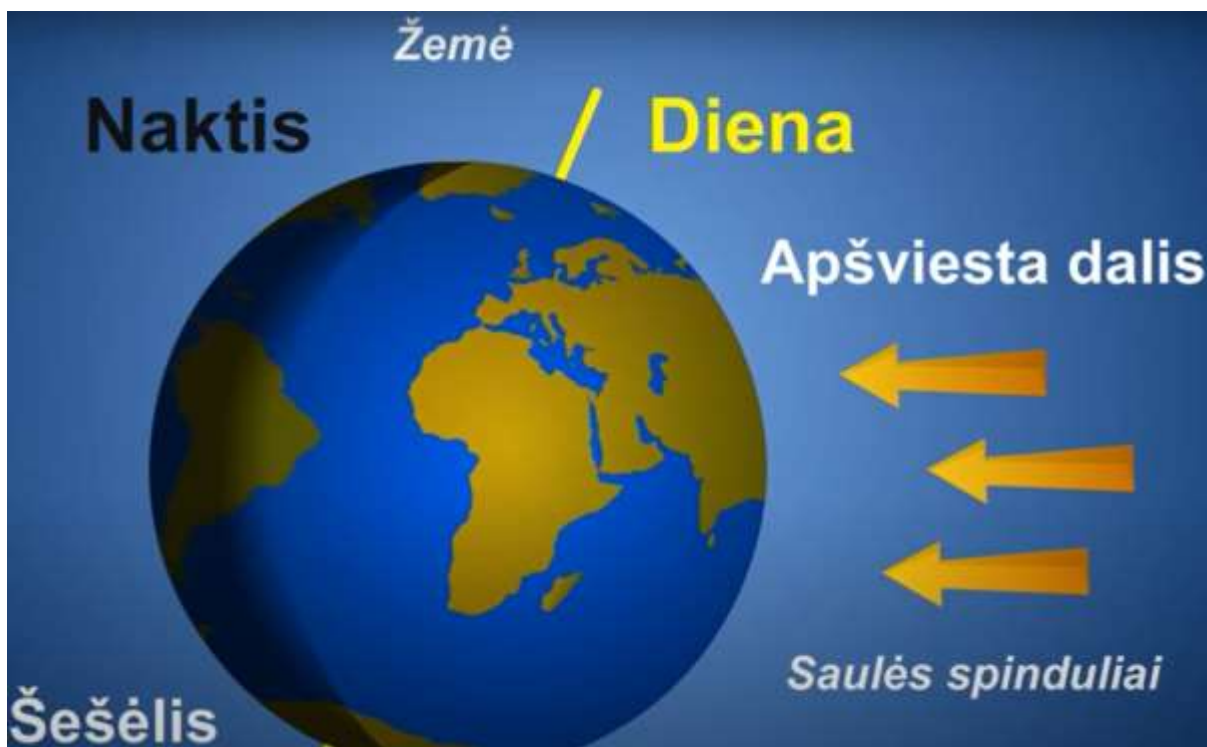 Žemė
Naktis
Diena
Apšviesta dalis
Saulės spinduliai
Šešėlis